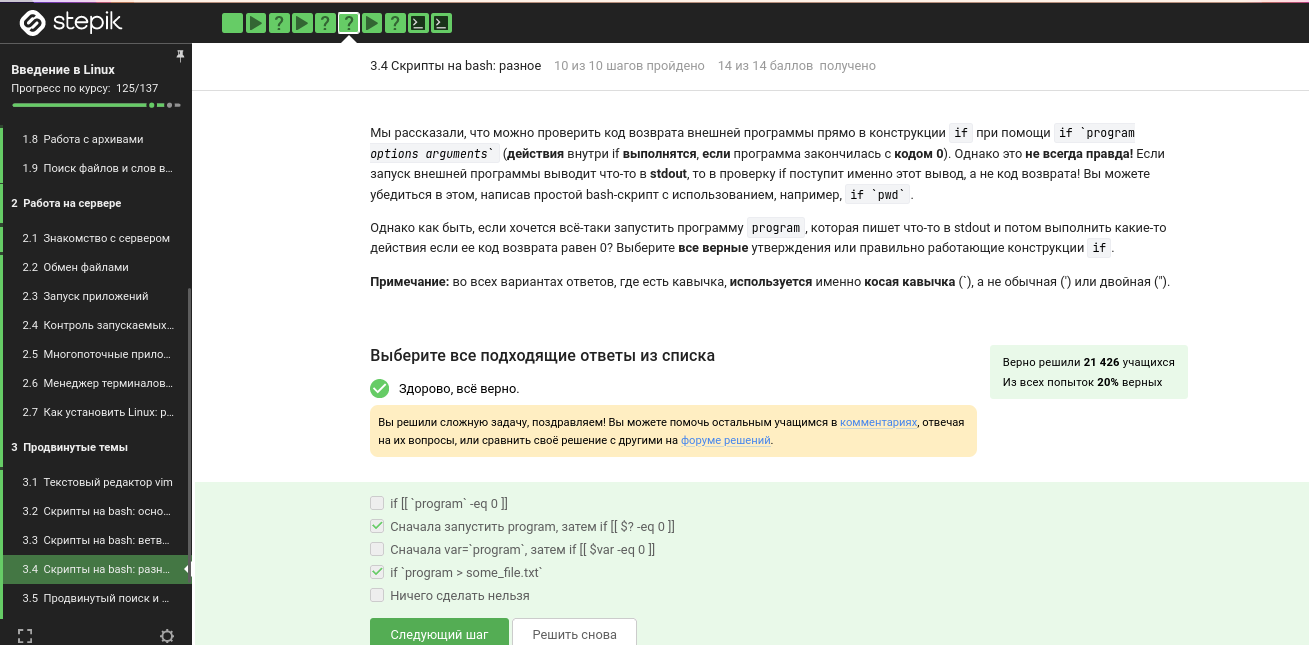 stepik
Введение в Linux
Прогресс по курсу: 125/137
1.8 Работа с архивами
1.9 Поиск файлов и слов в...
2 Работа на сервере
2.1 Знакомство с сервером
2.2 Обмен файлами
2.3 Запуск приложений
2.4 Контроль запускаемых...
2.5 Многопоточные прило...
2.6 Менеджер терминалов...
2.7 Как установить Linux: р...
3 Продвинутые темы
3.1 Текстовый редактор vim
3.2 Скрипты на bash: осно...
3.3 Скрипты на bash: ветв...
3.4 Скрипты на bash: разн...
3.5 Продвинутый поиск и ...
3.4 Скрипты на bash: разное 10 из 10 шагов пройдено 14 из 14 баллов получено
Мы рассказали, что можно проверить код возврата внешней программы прямо в конструкции if при помощи if `program
options arguments` (действия внутри if выполнятся, если программа закончилась с кодом 0). Однако это не всегда правда! Если
запуск внешней программы выводит что-то в stdout, то в проверку if поступит именно этот вывод, а не код возврата! Вы можете
убедиться в этом, написав простой bash-скрипт с использованием, например, if `pwd`.
Однако как быть, если хочется всё-таки запустить программу program, которая пишет что-то в stdout и потом выполнить какие-то
действия если ее код возврата равен 0? Выберите все верные утверждения или правильно работающие конструкции if.
Примечание: во всех вариантах ответов, где есть кавычка, используется именно косая кавычка (`), а не обычная (') или двойная (").
Выберите все подходящие ответы из списка
Верно решили 21 426 учащихся
Из всех попыток 20% верных
Здорово, всё верно.
Вы решили сложную задачу, поздравляем! Вы можете помочь остальным учащимся в комментариях, отвечая
на их вопросы, или сравнить своё решение с другими на форуме решений.
if [[ `program` -eq 0 ]]
Сначала запустить program, затем if [[ $? -eq 0 ]]
Сначала var=`program`, затем if [[ $var -eq 0 ]]
if `program > some_file.txt`
Ничего сделать нельзя
Следующий шаг
Решить снова